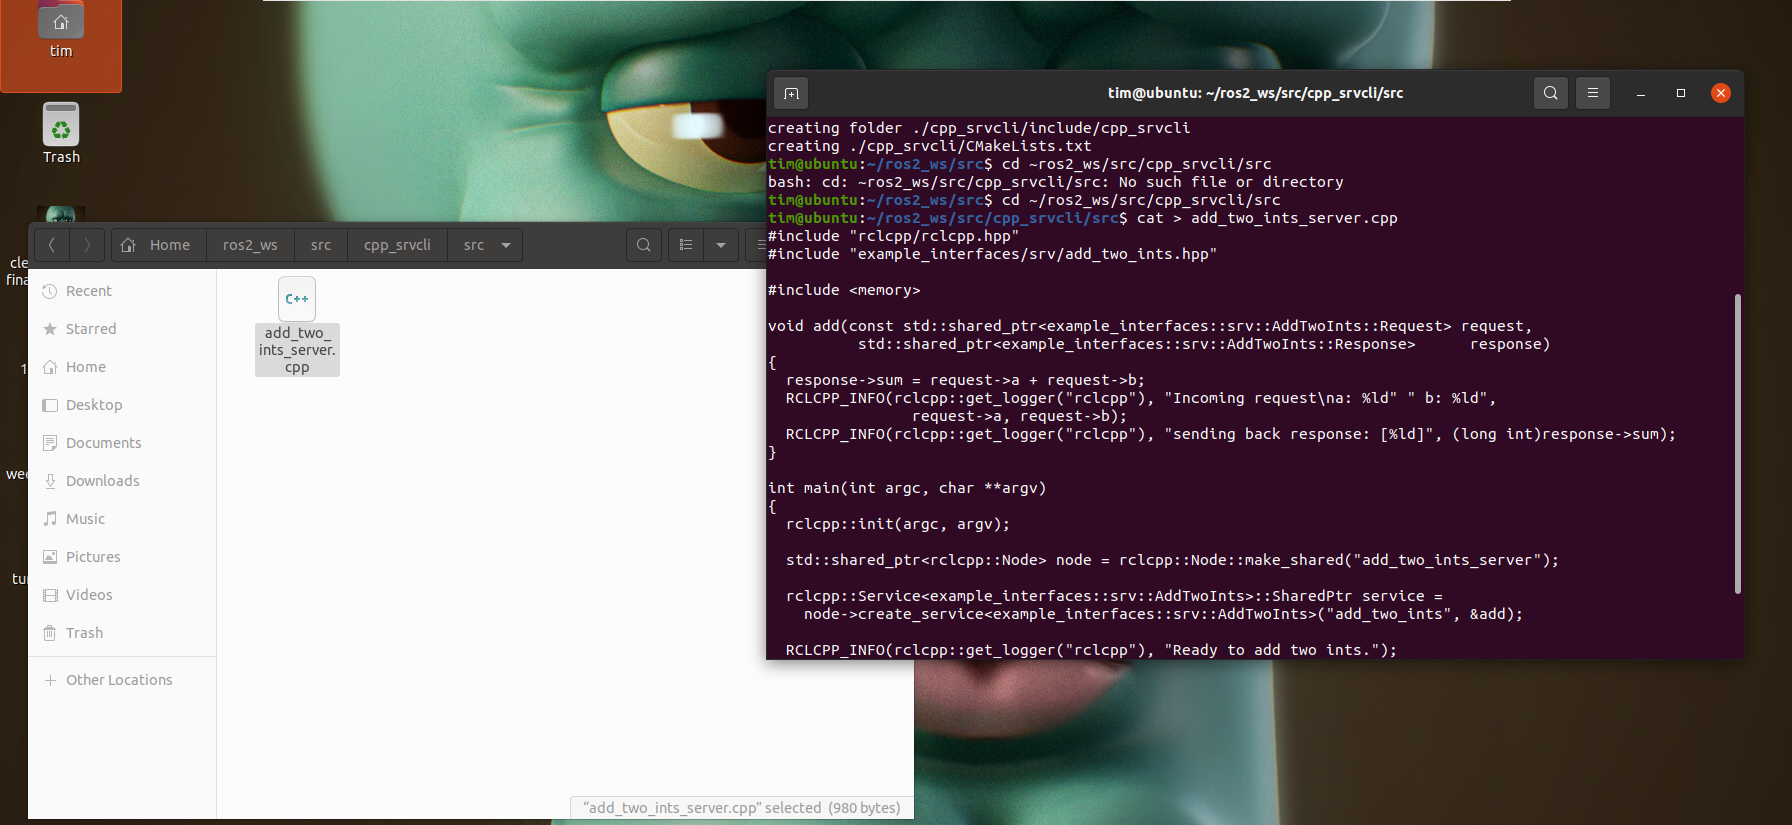 tim
Trash
cle
fina
1
wee
tu
Home
ros2_ws
src
cpp_srvcli
src
Recent
Starred
Home
Desktop
Documents
Downloads
Music
Pictures
Videos
Trash
Other Locations
C++
add_two_
ints_server.
cpp
“add_two_ints_server.cpp” selected (980 bytes)
tim@ubuntu: ~/ros2_ws/src/cpp_srvcli/src
creating folder ./cpp_srvcli/include/cpp_srvcli
creating ./cpp_srvcli/CMakeLists.txt
tim@ubuntu:~/ros2_ws/src$ cd ~ros2_ws/src/cpp_srvcli/src
bash: cd: ~ros2_ws/src/cpp_srvcli/src: No such file or directory
tim@ubuntu:~/ros2_ws/src$ cd ~/ros2_ws/src/cpp_srvcli/src
tim@ubuntu:~/ros2_ws/src/cpp_srvcli/src$ cat > add_two_ints_server.cpp
#include "rclcpp/rclcpp.hpp"
#include "example_interfaces/srv/add_two_ints.hpp"
#include <memory>
void add(const std::shared_ptr<example_interfaces::srv::AddTwoInts::Request> request,
          std::shared_ptr<example_interfaces::srv::AddTwoInts::Response>      response)
{
  response->sum = request->a + request->b;
  RCLCPP_INFO(rclcpp::get_logger("rclcpp"), "Incoming request\na: %ld" " b: %ld",
                request->a, request->b);
  RCLCPP_INFO(rclcpp::get_logger("rclcpp"), "sending back response: [%ld]", (long int)response->sum);
}
int main(int argc, char **argv)
{
  rclcpp::init(argc, argv);
  std::shared_ptr<rclcpp::Node> node = rclcpp::Node::make_shared("add_two_ints_server");
  rclcpp::Service<example_interfaces::srv::AddTwoInts>::SharedPtr service =
    node->create_service<example_interfaces::srv::AddTwoInts>("add_two_ints", &add);
  RCLCPP_INFO(rclcpp::get_logger("rclcpp"), "Ready to add two ints.");